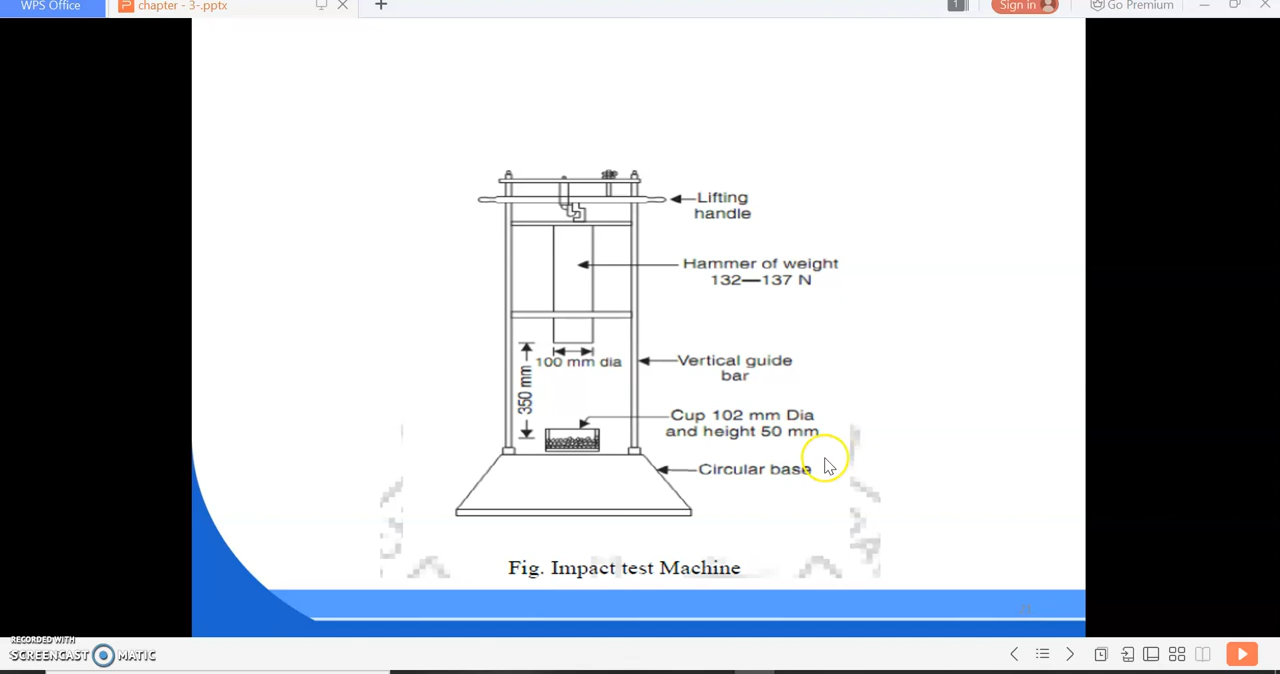 WPS Office
chapter - 3-.pptx
1
Sign in
Go Premium
Lifting
handle
Hammer of weight
132—137 N
100 mm dia
350 mm
Vertical guide
bar
Cup 102 mm Dia
and height 50 mm
Circular base
Fig. Impact test Machine
RECORDED WITH
SCREENCAST MATIC